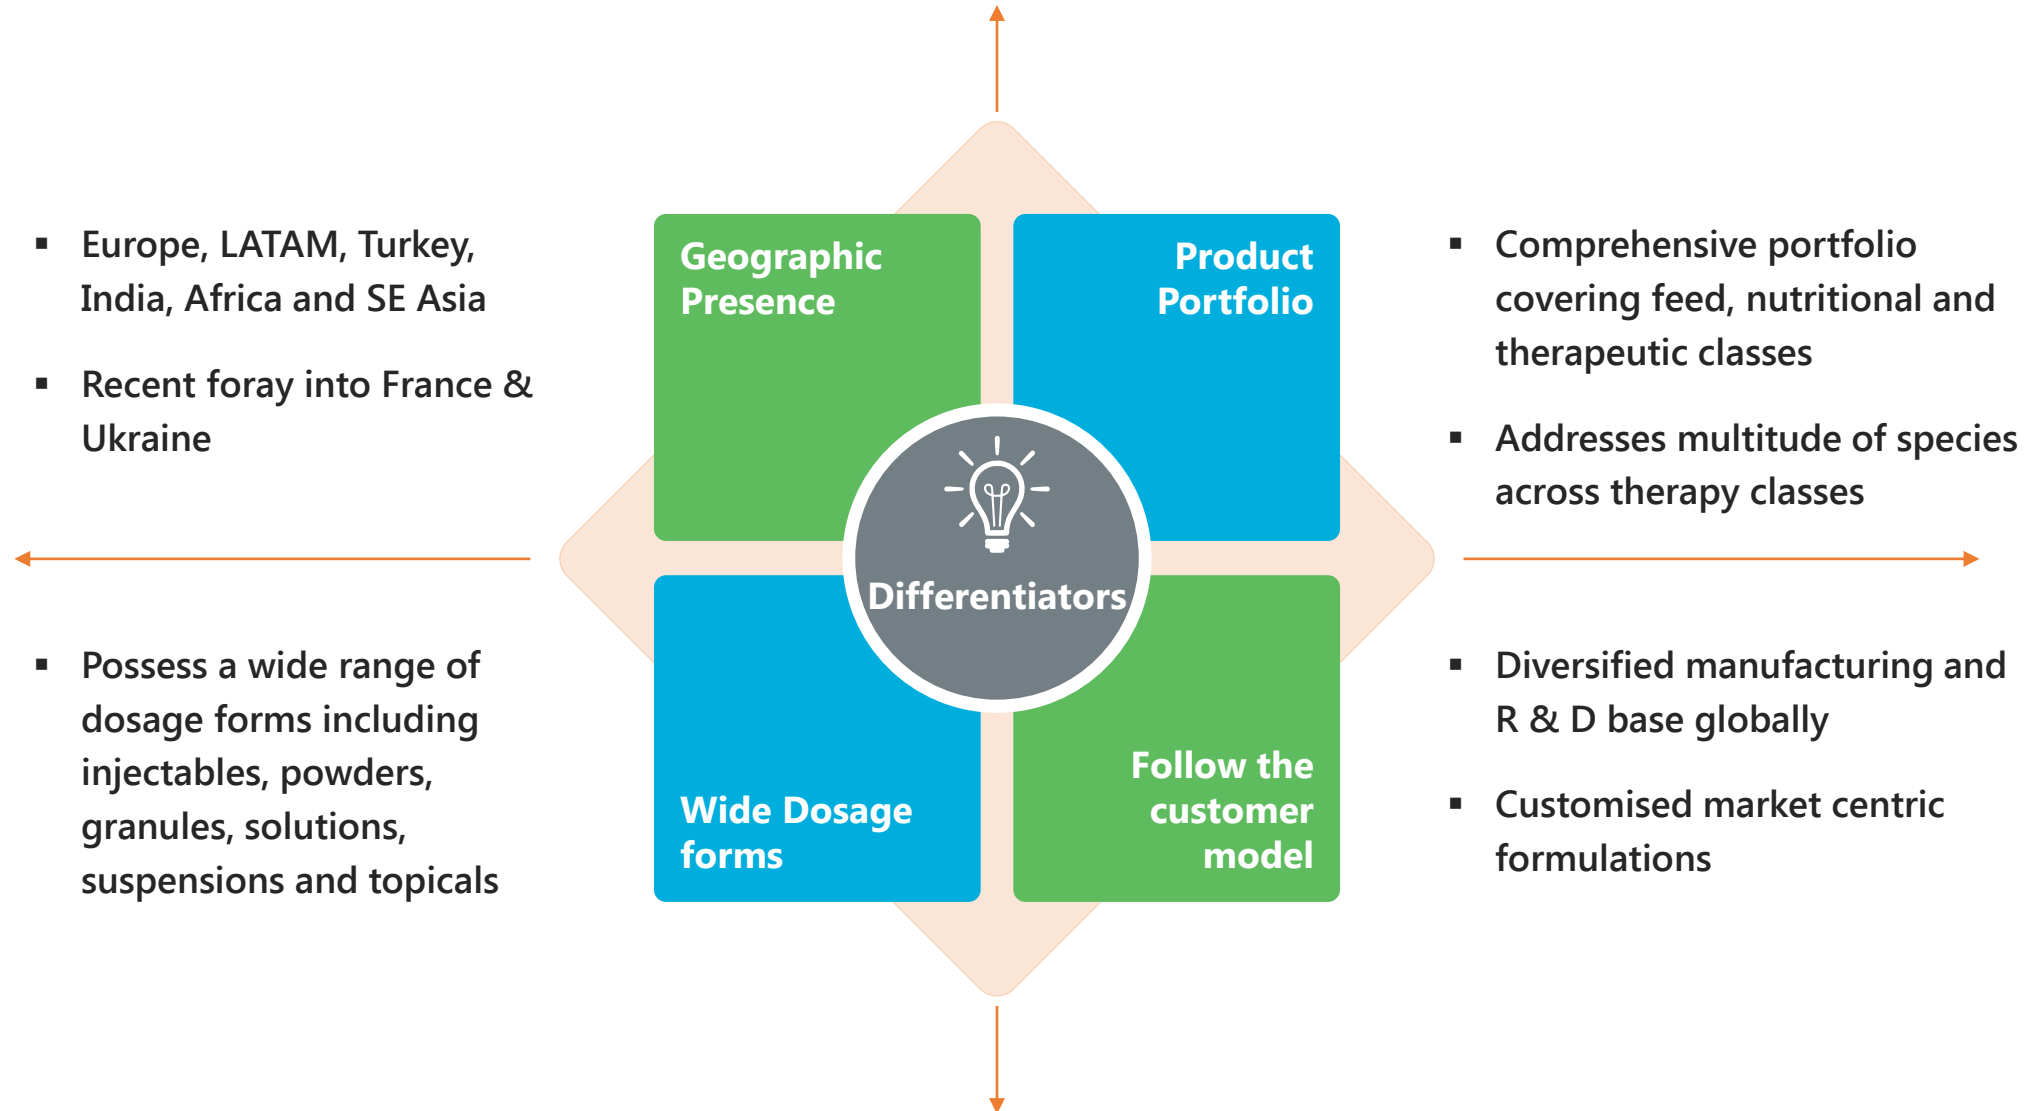 ▪ Europe, LATAM, Turkey,
India, Africa and SE Asia
▪ Recent foray into France &
Ukraine
Geographic
Presence
Product
Portfolio
▪ Comprehensive portfolio
covering feed, nutritional and
therapeutic classes
▪ Addresses multitude of species
across therapy classes
Differentiators
▪ Possess a wide range of
dosage forms including
injectables, powders,
granules, solutions,
suspensions and topicals
Wide Dosage
forms
Follow the
customer
model
▪ Diversified manufacturing and
R & D base globally
▪ Customised market centric
formulations